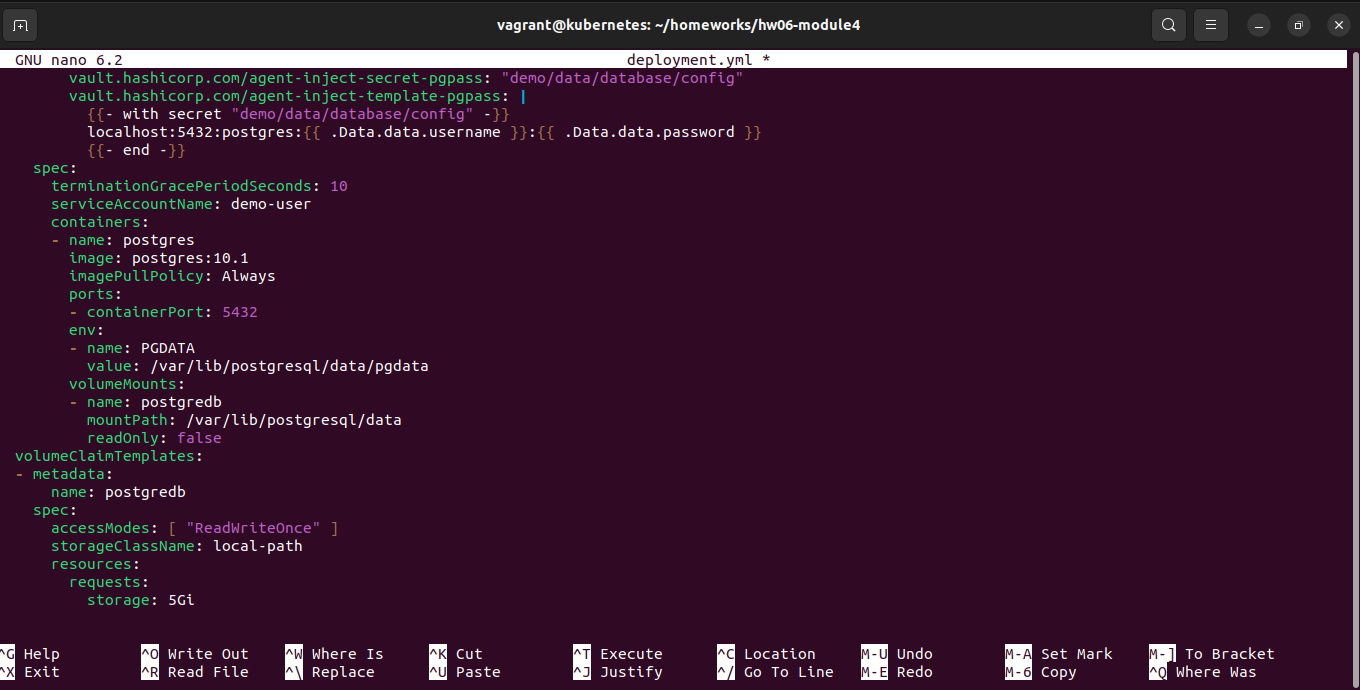 vagrant@kubernetes: ~/homeworks/hw06-module4
GNU nano 6.2 deployment.yml *
vault.hashicorp.com/agent-inject-secret-pgpass: "demo/data/database/config"
vault.hashicorp.com/agent-inject-template-pgpass: |
{{- with secret "demo/data/database/config" -}}
localhost:5432:postgres:{{ .Data.data.username }}:{{ .Data.data.password }}
{{- end -}}
spec:
terminationGracePeriodSeconds: 10
serviceAccountName: demo-user
containers:
- name: postgres
image: postgres:10.1
imagePullPolicy: Always
ports:
- containerPort: 5432
env:
- name: PGDATA
value: /var/lib/postgresql/data/pgdata
volumeMounts:
- name: postgredb
mountPath: /var/lib/postgresql/data
readOnly: false
volumeClaimTemplates:
- metadata:
name: postgredb
spec:
accessModes: [ "ReadWriteOnce" ]
storageClassName: local-path
resources:
requests:
storage: 5Gi
^G Help ^O Write Out ^W Where Is ^K Cut ^T Execute ^C Location M-U Undo M-A Set Mark M-] To Bracket
^X Exit ^R Read File ^\ Replace ^U Paste ^J Justify ^/ Go To Line M-E Redo M-6 Copy ^Q Where Was